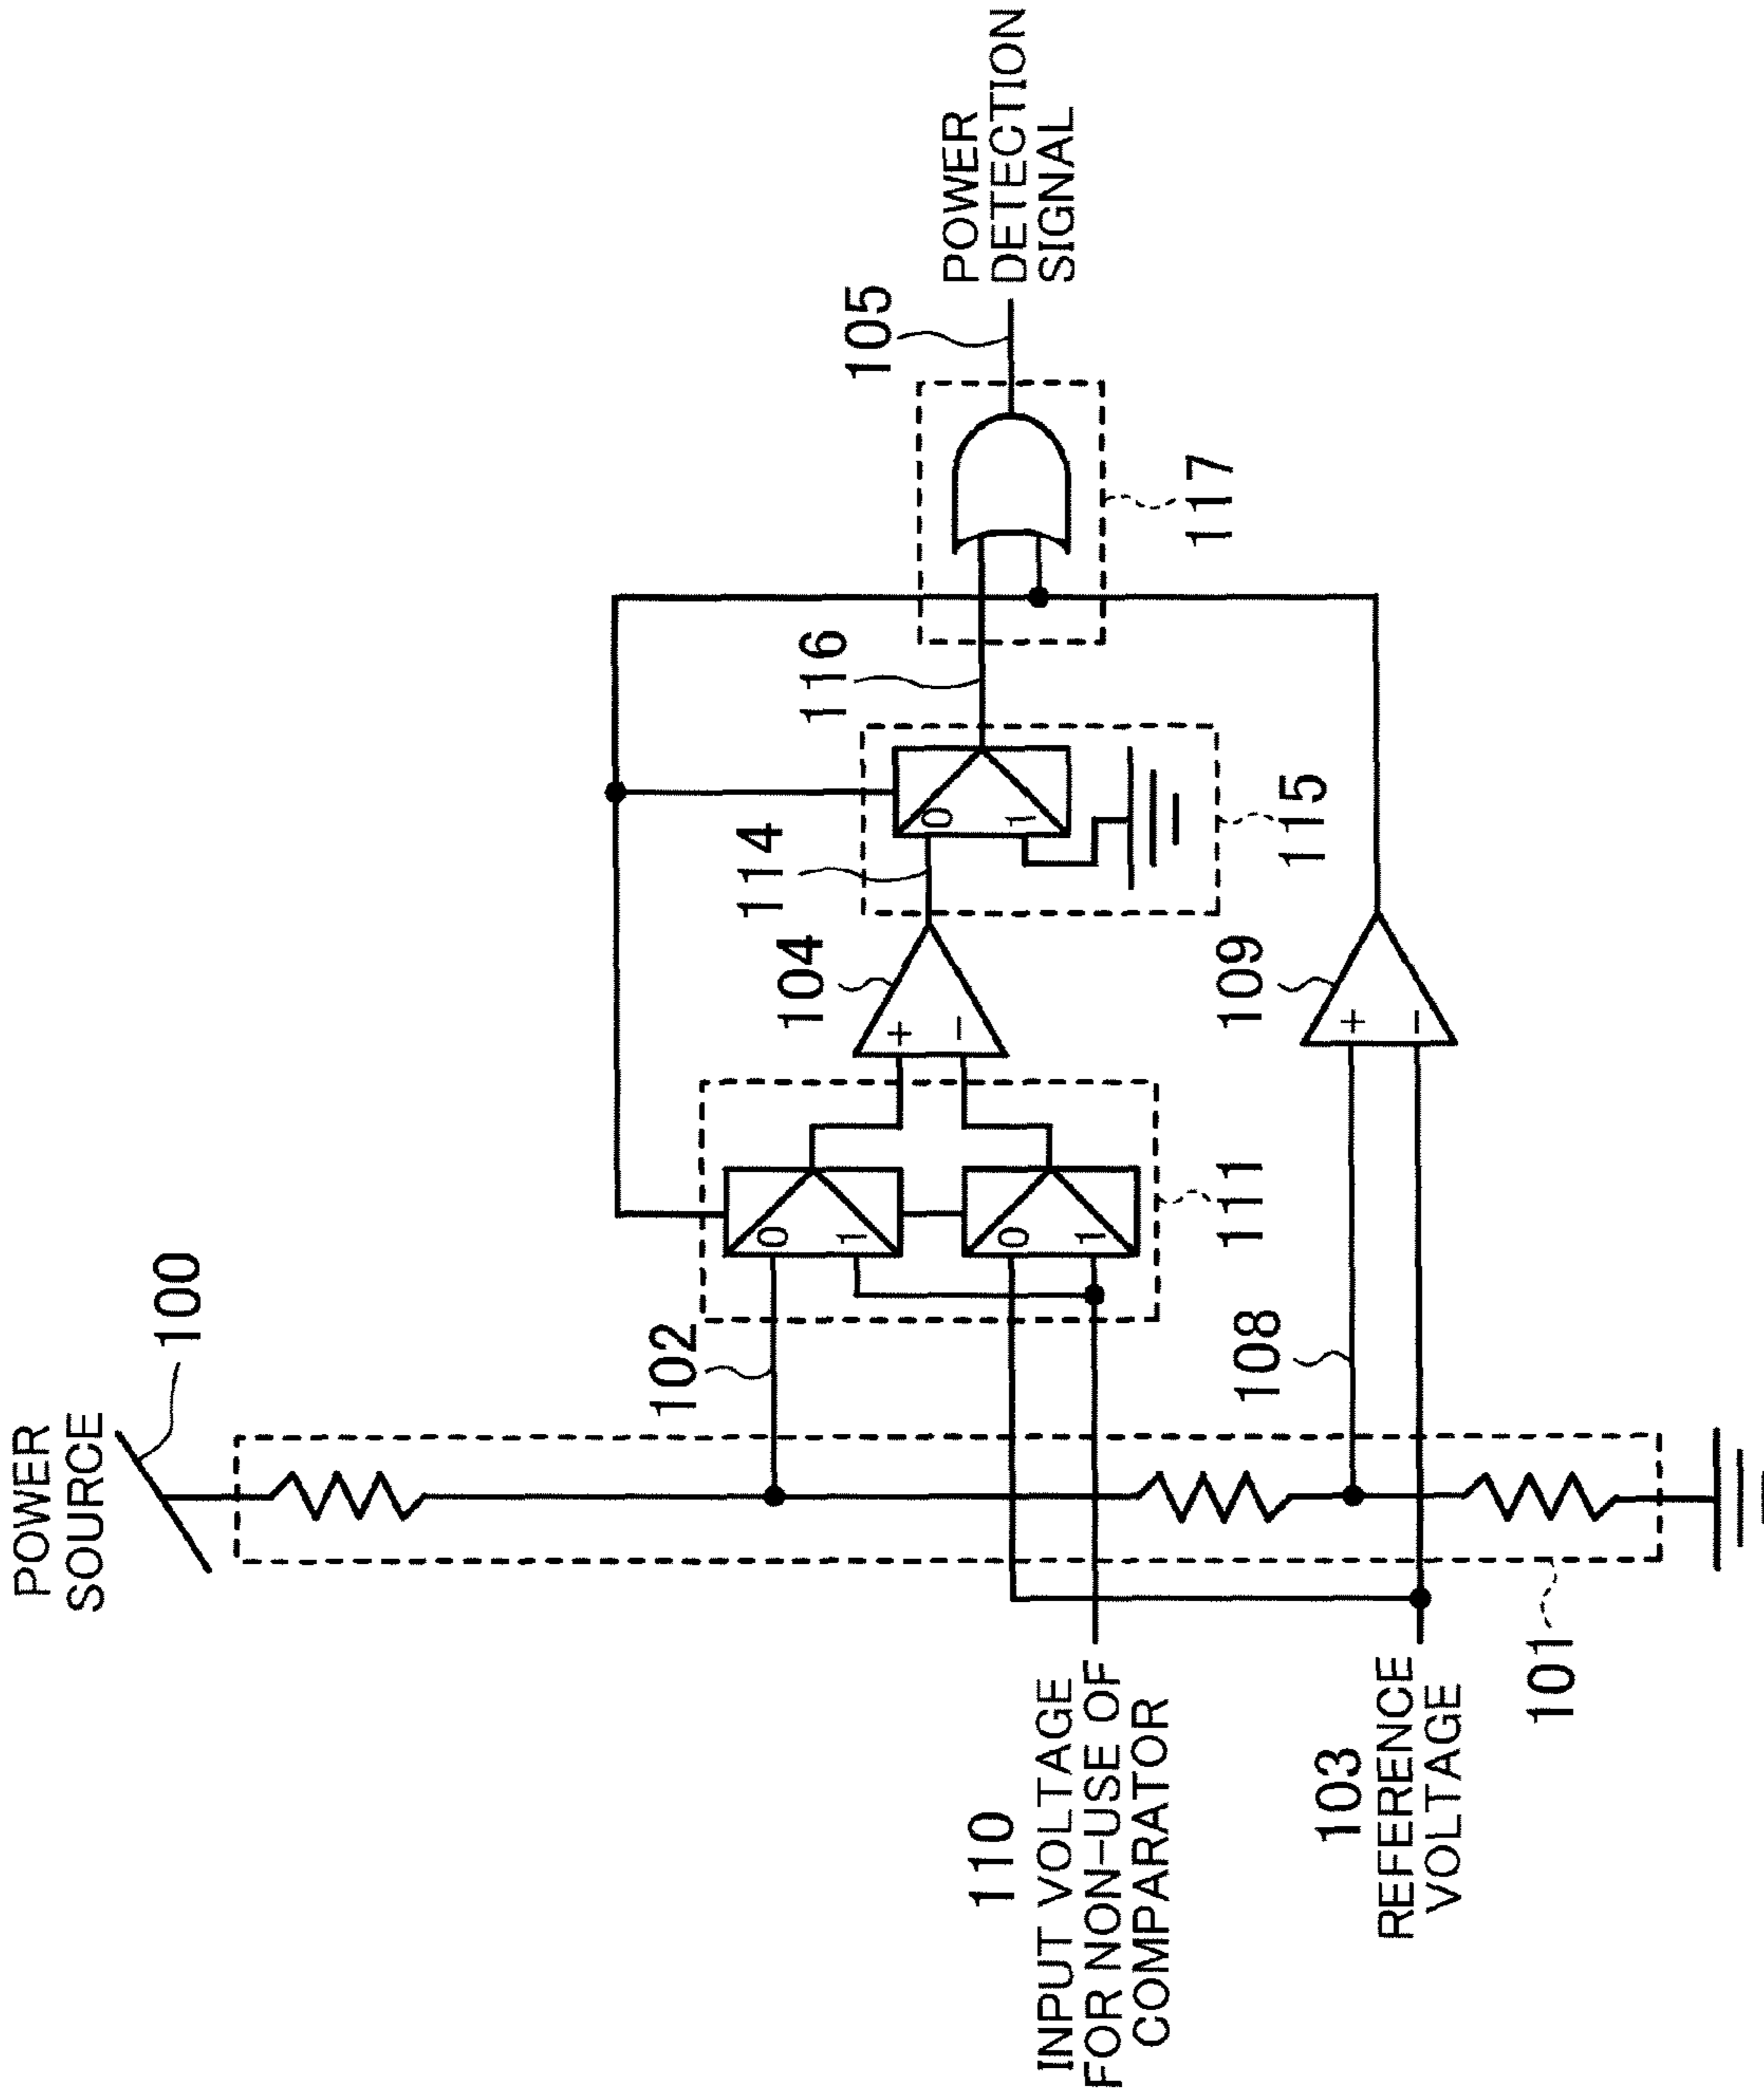 POWER
SOURCE
100
102
0
1
0
1
111
104
+
−
114
0
1
115
116
117
105
POWER
DETECTION
SIGNAL
108
109
+
−
110
INPUT VOLTAGE
FOR NON-USE OF
COMPARATOR
103
REFERENCE
VOLTAGE
101